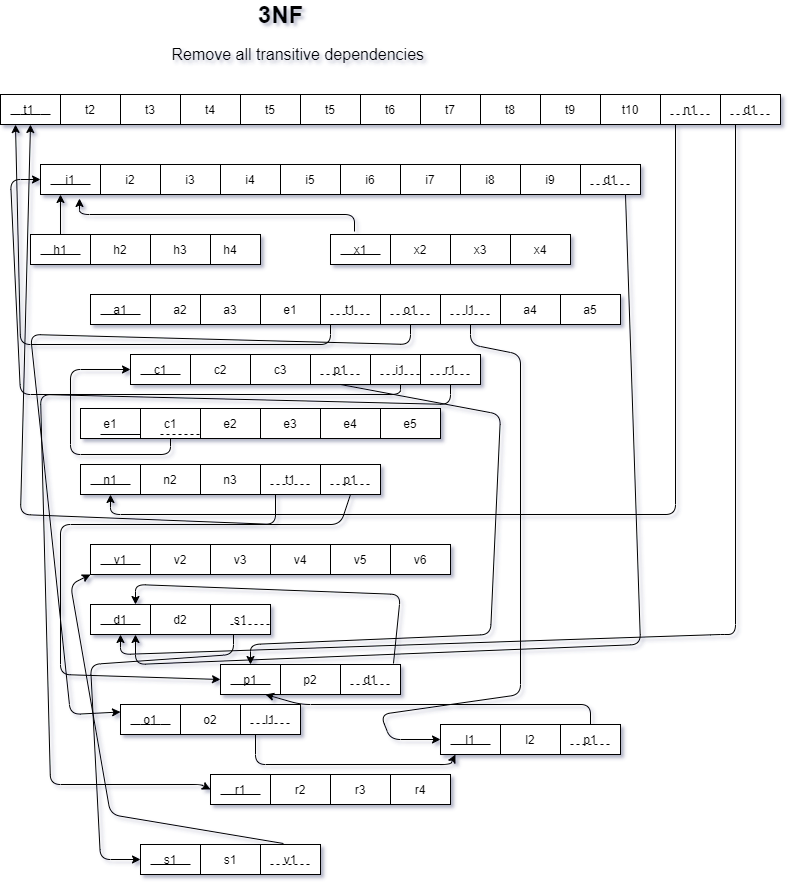 3NF
Remove all transitive dependencies
t1 t2 t3 t4 t5 t5 t6 t7 t8 t9 t10 n1 d1
i1 i2 i3 i4 i5 i6 i7 i8 i9 d1
h1 h2 h3 h4 x1 x2 x3 x4
a1 a2 a3 e1 t1 o1 l1 a4 a5
c1 c2 c3 p1 i1 r1
e1 c1 e2 e3 e4 e5
n1 n2 n3 t1 p1
v1 v2 v3 v4 v5 v6
d1 d2 s1
p1 p2 d1
o1 o2 l1
l1 l2 p1
r1 r2 r3 r4
s1 s1 v1